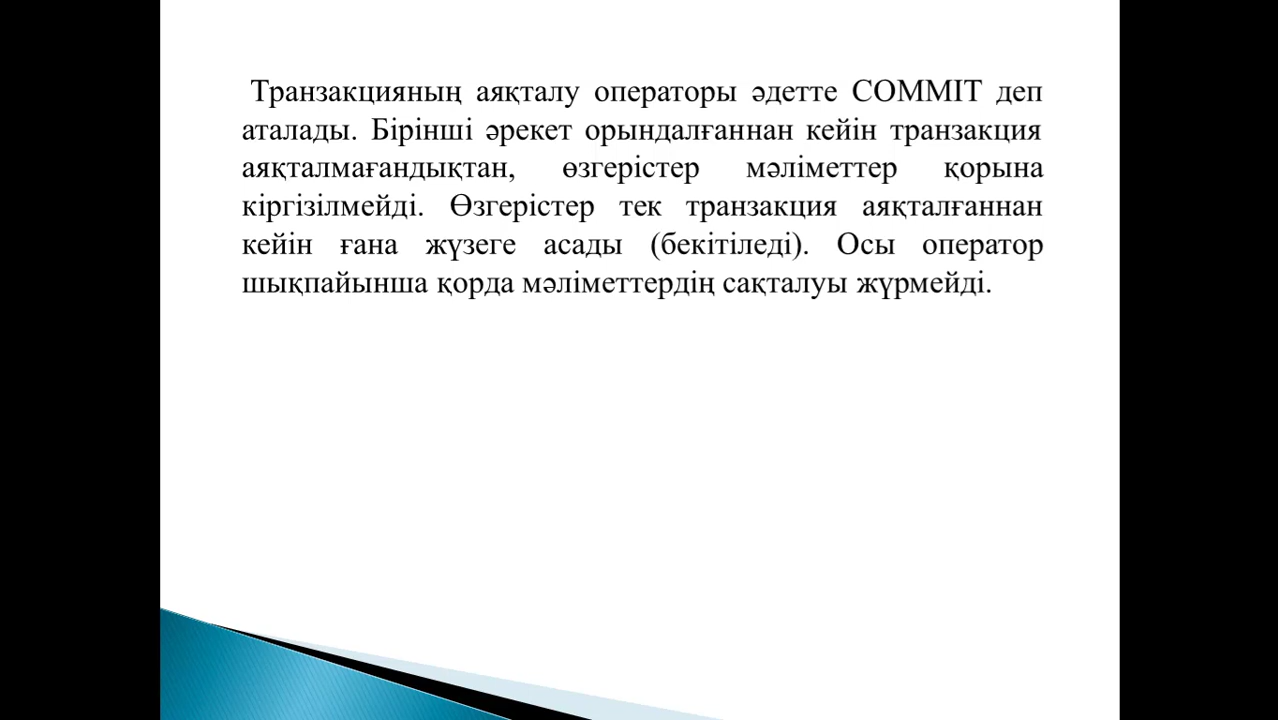 Транзакцияның аяқталу операторы әдетте COMMIT деп
аталады. Бірінші әрекет орындалғаннан кейін транзакция
аяқталмағандықтан, өзгерістер мәліметтер қорына
кіргізілмейді. Өзгерістер тек транзакция аяқталғаннан
кейін ғана жүзеге асады (бекітіледі). Осы оператор
шықпайынша қорда мәліметтердің сақталуы жүрмейді.